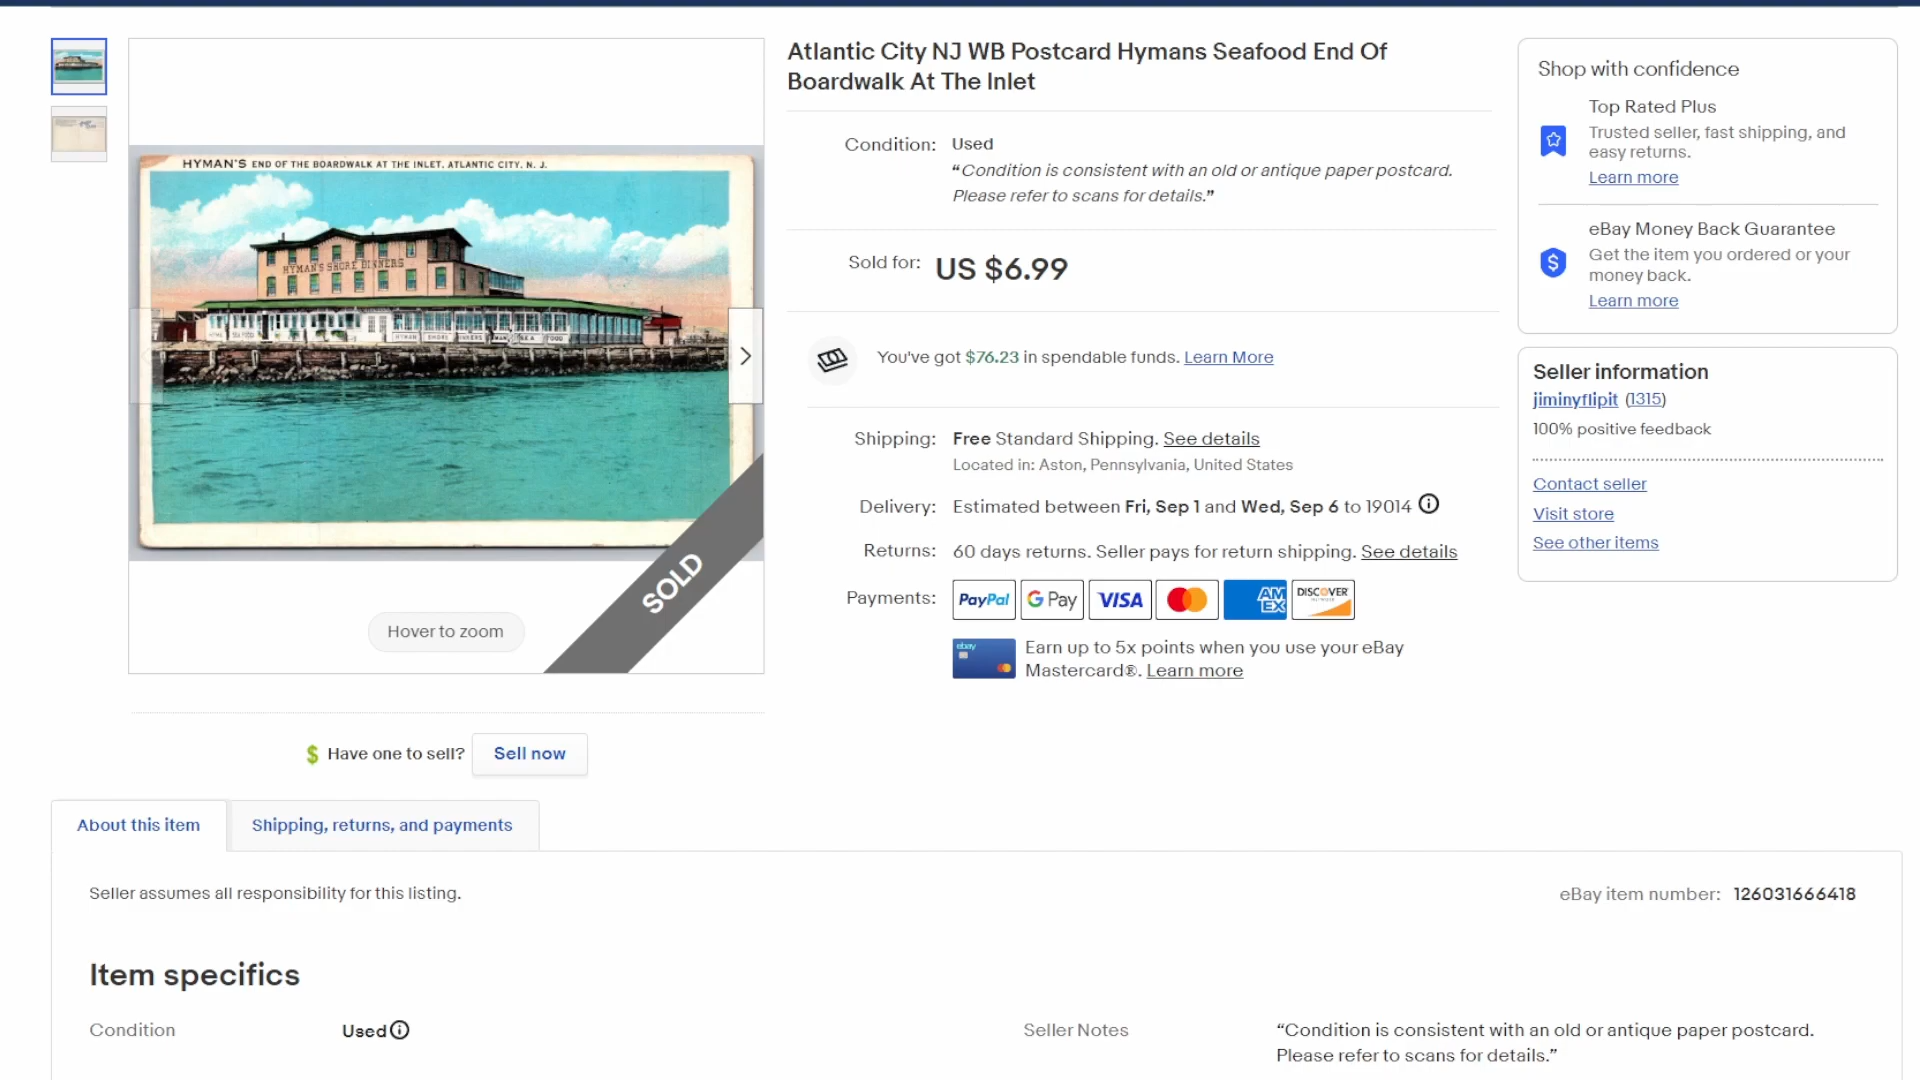 Atlantic City NJ WB Postcard Hymans Seafood End Of
Boardwalk At The Inlet
HYMAN'S END OF THE BOARDWALK AT THE INLET, ATLANTIC CITY, N. J.
HYMAN'S SHORE DINNERS
SOLD
Hover to zoom
Have one to sell? Sell now
Condition: Used
“Condition is consistent with an old or antique paper postcard.
Please refer to scans for details.”
Sold for: US $6.99
You've got $76.23 in spendable funds. Learn More
Shipping: Free Standard Shipping. See details
Located in: Aston, Pennsylvania, United States
Delivery: Estimated between Fri, Sep 1 and Wed, Sep 6 to 19014
Returns: 60 days returns. Seller pays for return shipping. See details
Payments: PayPal G Pay VISA AM EX DISCOVER
ebay
Earn up to 5x points when you use your eBay
Mastercard®. Learn more
Shop with confidence
Top Rated Plus
Trusted seller, fast shipping, and
easy returns.
Learn more
eBay Money Back Guarantee
Get the item you ordered or your
money back.
Learn more
Seller information
jiminyflipit (1315)
100% positive feedback
Contact seller
Visit store
See other items
About this item
Shipping, returns, and payments
Seller assumes all responsibility for this listing.
eBay item number: 126031666418
Item specifics
Condition Used
Seller Notes “Condition is consistent with an old or antique paper postcard.
Please refer to scans for details.”